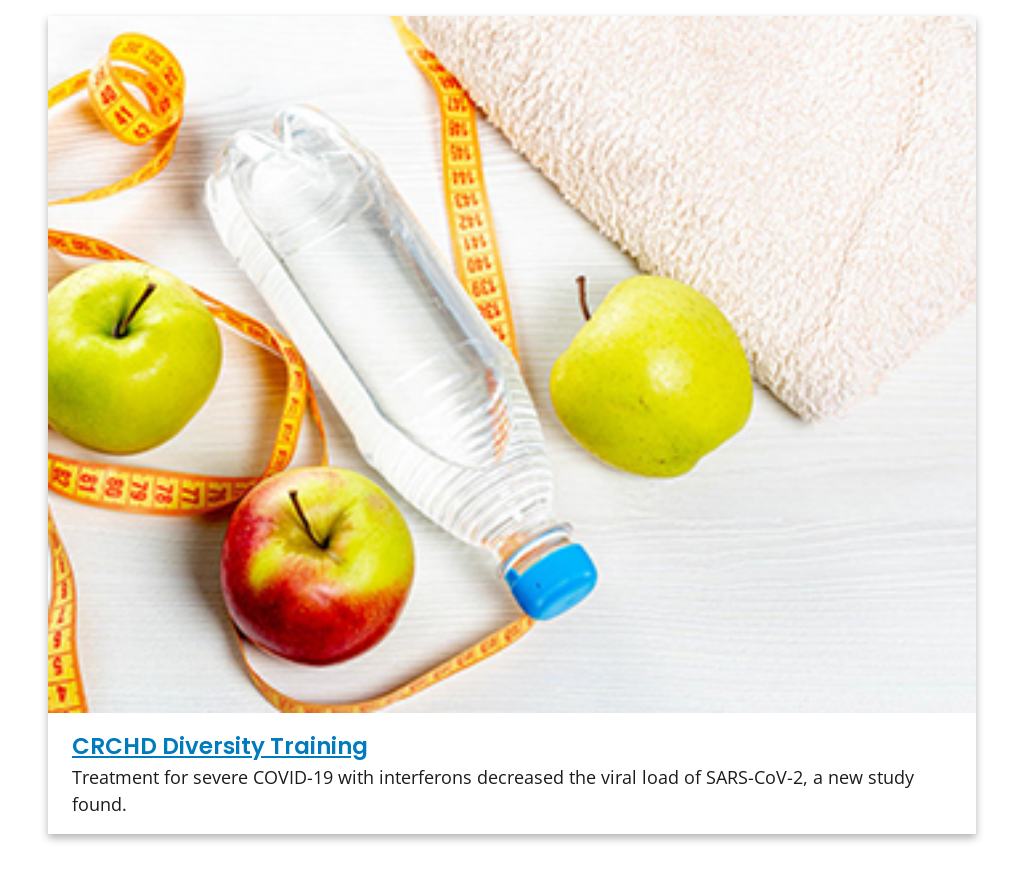 CRCHD Diversity Training
Treatment for severe COVID-19 with interferons decreased the viral load of SARS-CoV-2, a new study
found.